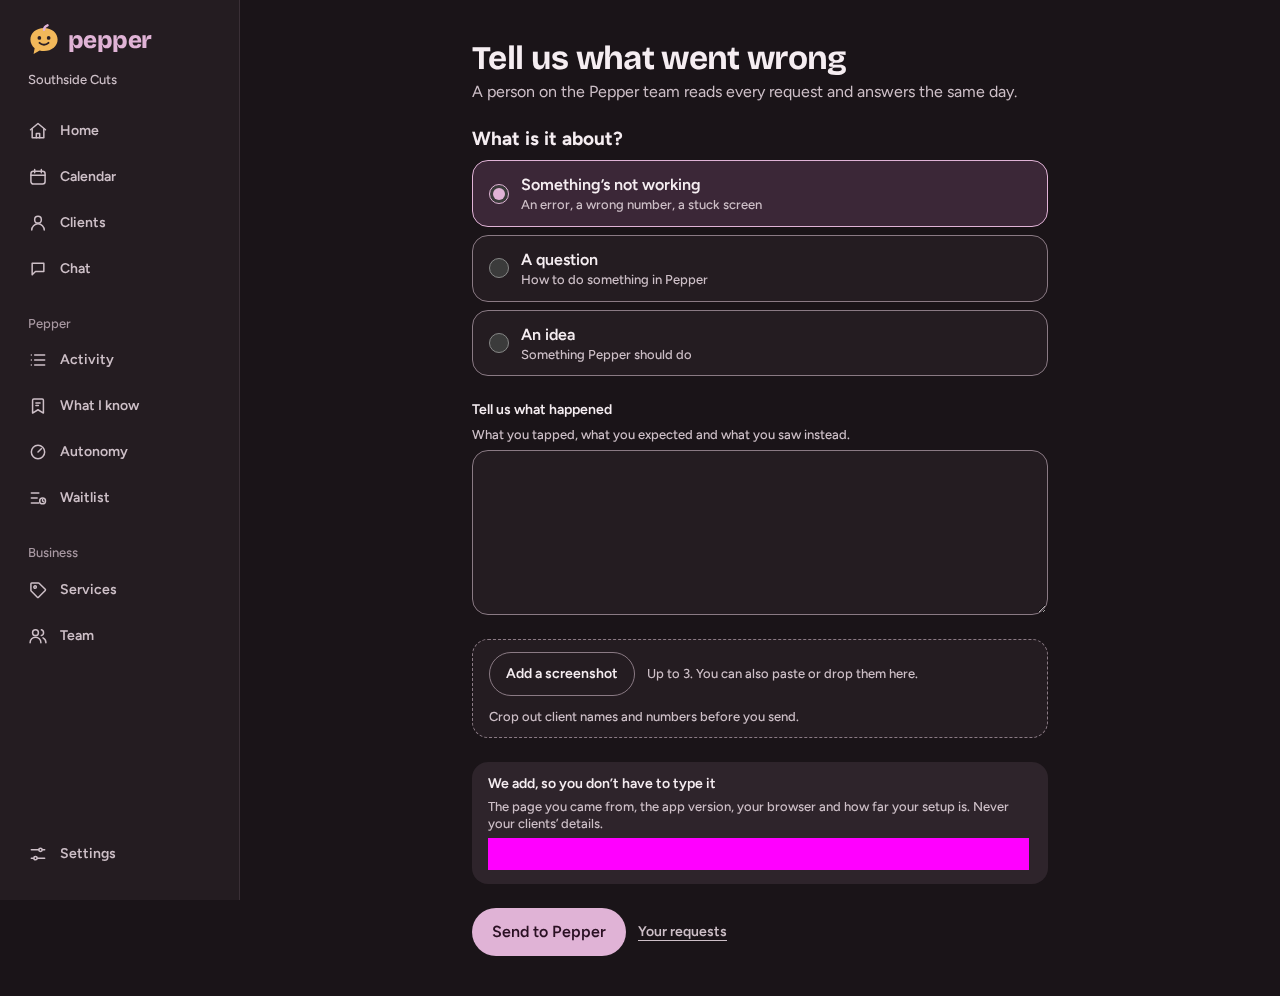 pepper
Southside Cuts
Home
Calendar
Clients
Chat
Pepper
Activity
What I know
Autonomy
Waitlist
Business
Services
Team
Settings
Tell us what went wrong
A person on the Pepper team reads every request and answers the same day.
What is it about?
Something’s not working
An error, a wrong number, a stuck screen
A question
How to do something in Pepper
An idea
Something Pepper should do
Tell us what happened
What you tapped, what you expected and what you saw instead.
Add a screenshot
Up to 3. You can also paste or drop them here.
Crop out client names and numbers before you send.
We add, so you don’t have to type it
The page you came from, the app version, your browser and how far your setup is. Never
your clients’ details.
Send to Pepper
Your requests